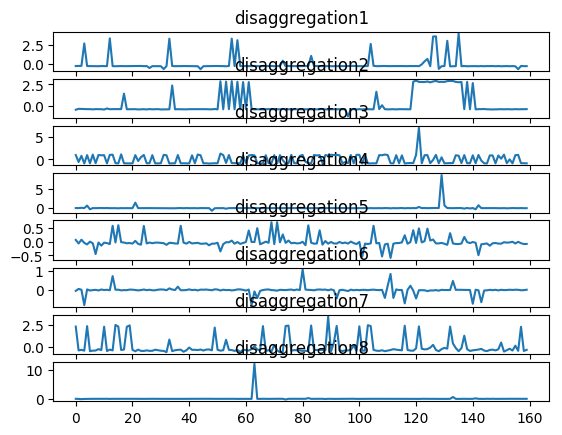 disaggregation1
2.5
0.0
disaggregation2
2.5
0.0
disaggregation3
5
0
disaggregation4
5
0
disaggregation5
0.5
0.0
−0.5
disaggregation6
1
0
disaggregation7
2.5
0.0
disaggregation8
10
0
0 20 40 60 80 100 120 140 160